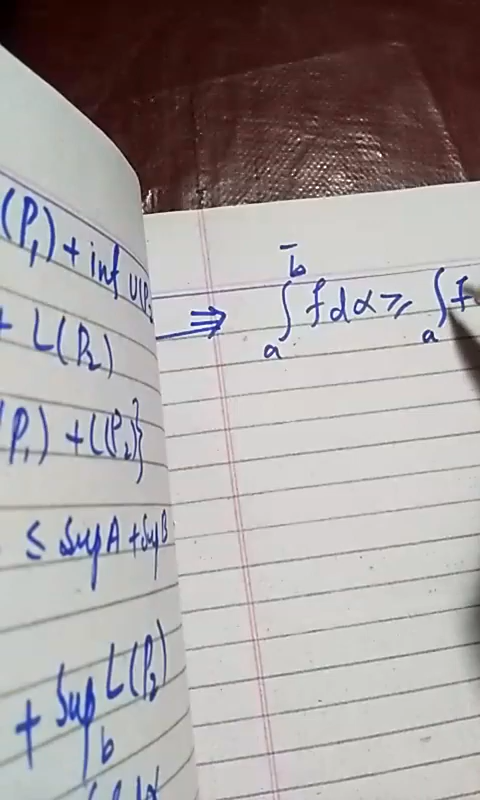 (P₁) + inf U(P₂
+ L(P₂)
(P₁) + L(P₂)}
≤ Sup A + Sup B
+ Sup L(P₂)
b
⇒ ∫ₐ^b̄ f dα ≥ ∫ₐ f